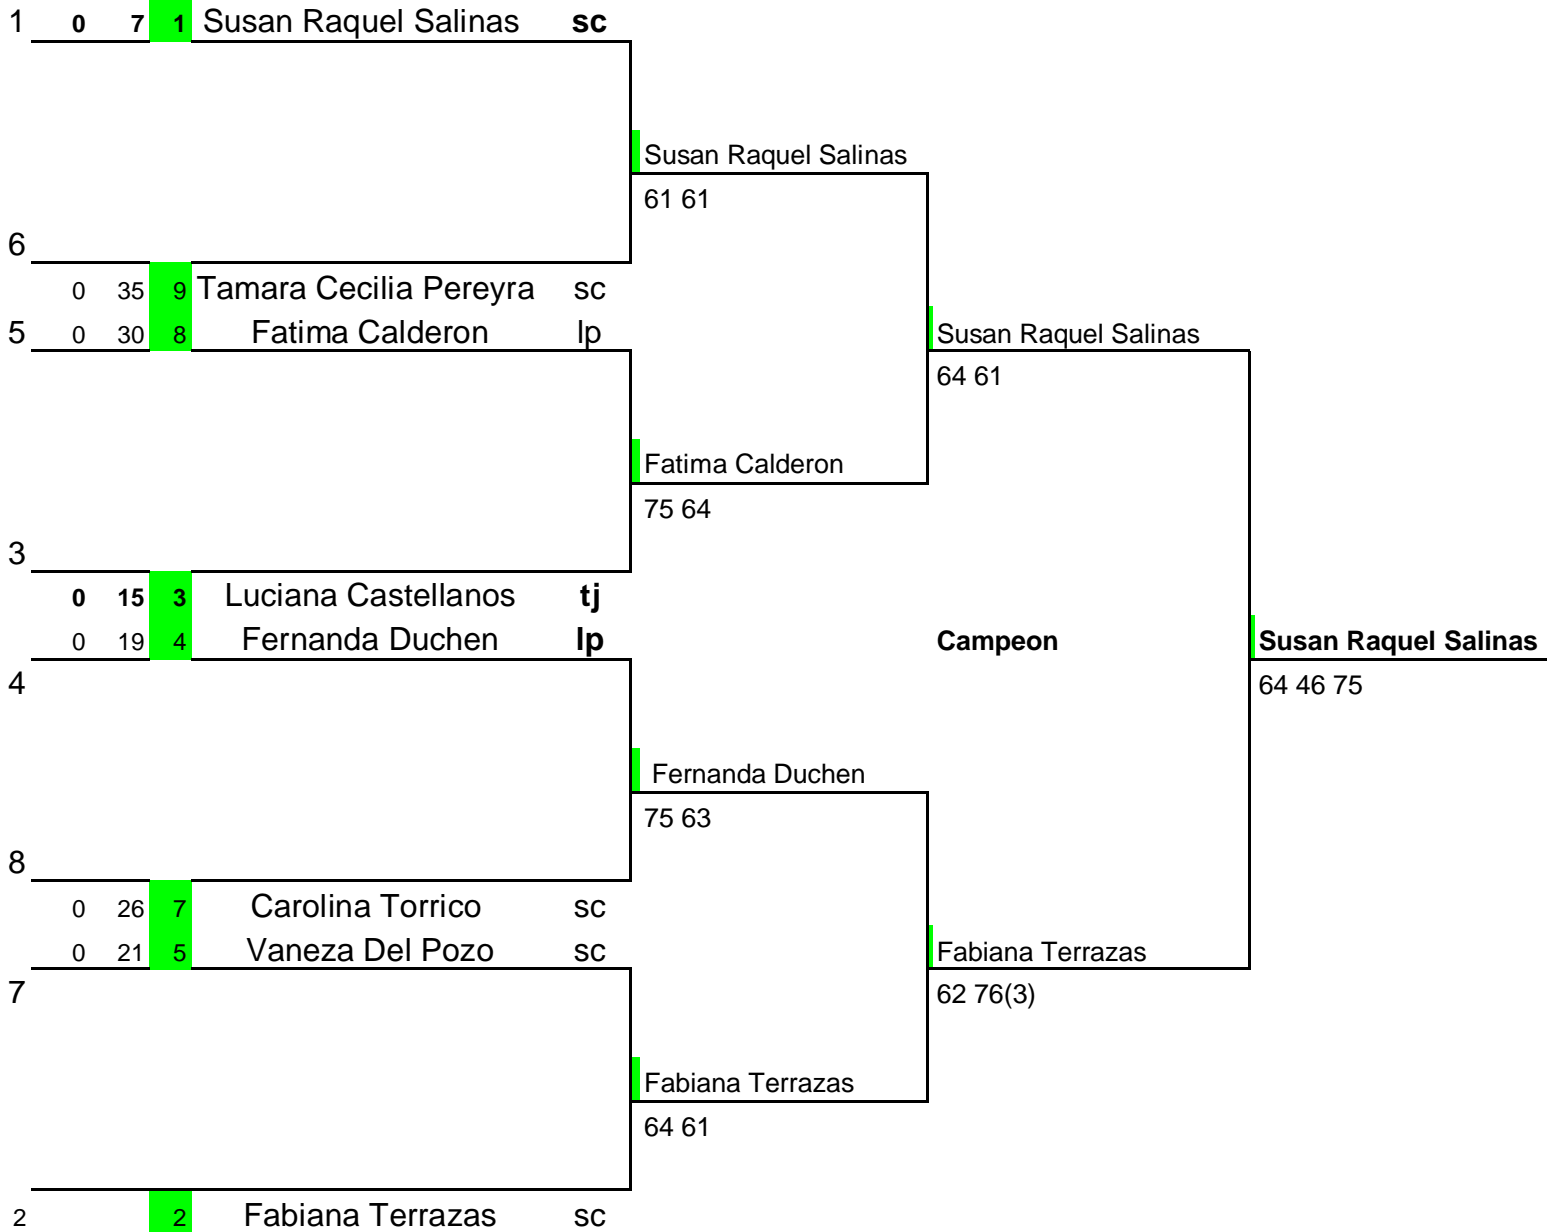 1 0 7 1 Susan Raquel Salinas sc
Susan Raquel Salinas
61 61
6
0 35 9 Tamara Cecilia Pereyra sc
5 0 30 8 Fatima Calderon lp
Susan Raquel Salinas
64 61
Fatima Calderon
75 64
3
0 15 3 Luciana Castellanos tj
0 19 4 Fernanda Duchen lp
Campeon
Susan Raquel Salinas
4
64 46 75
Fernanda Duchen
75 63
8
0 26 7 Carolina Torrico sc
0 21 5 Vaneza Del Pozo sc
Fabiana Terrazas
7
62 76(3)
Fabiana Terrazas
64 61
2 2 Fabiana Terrazas sc